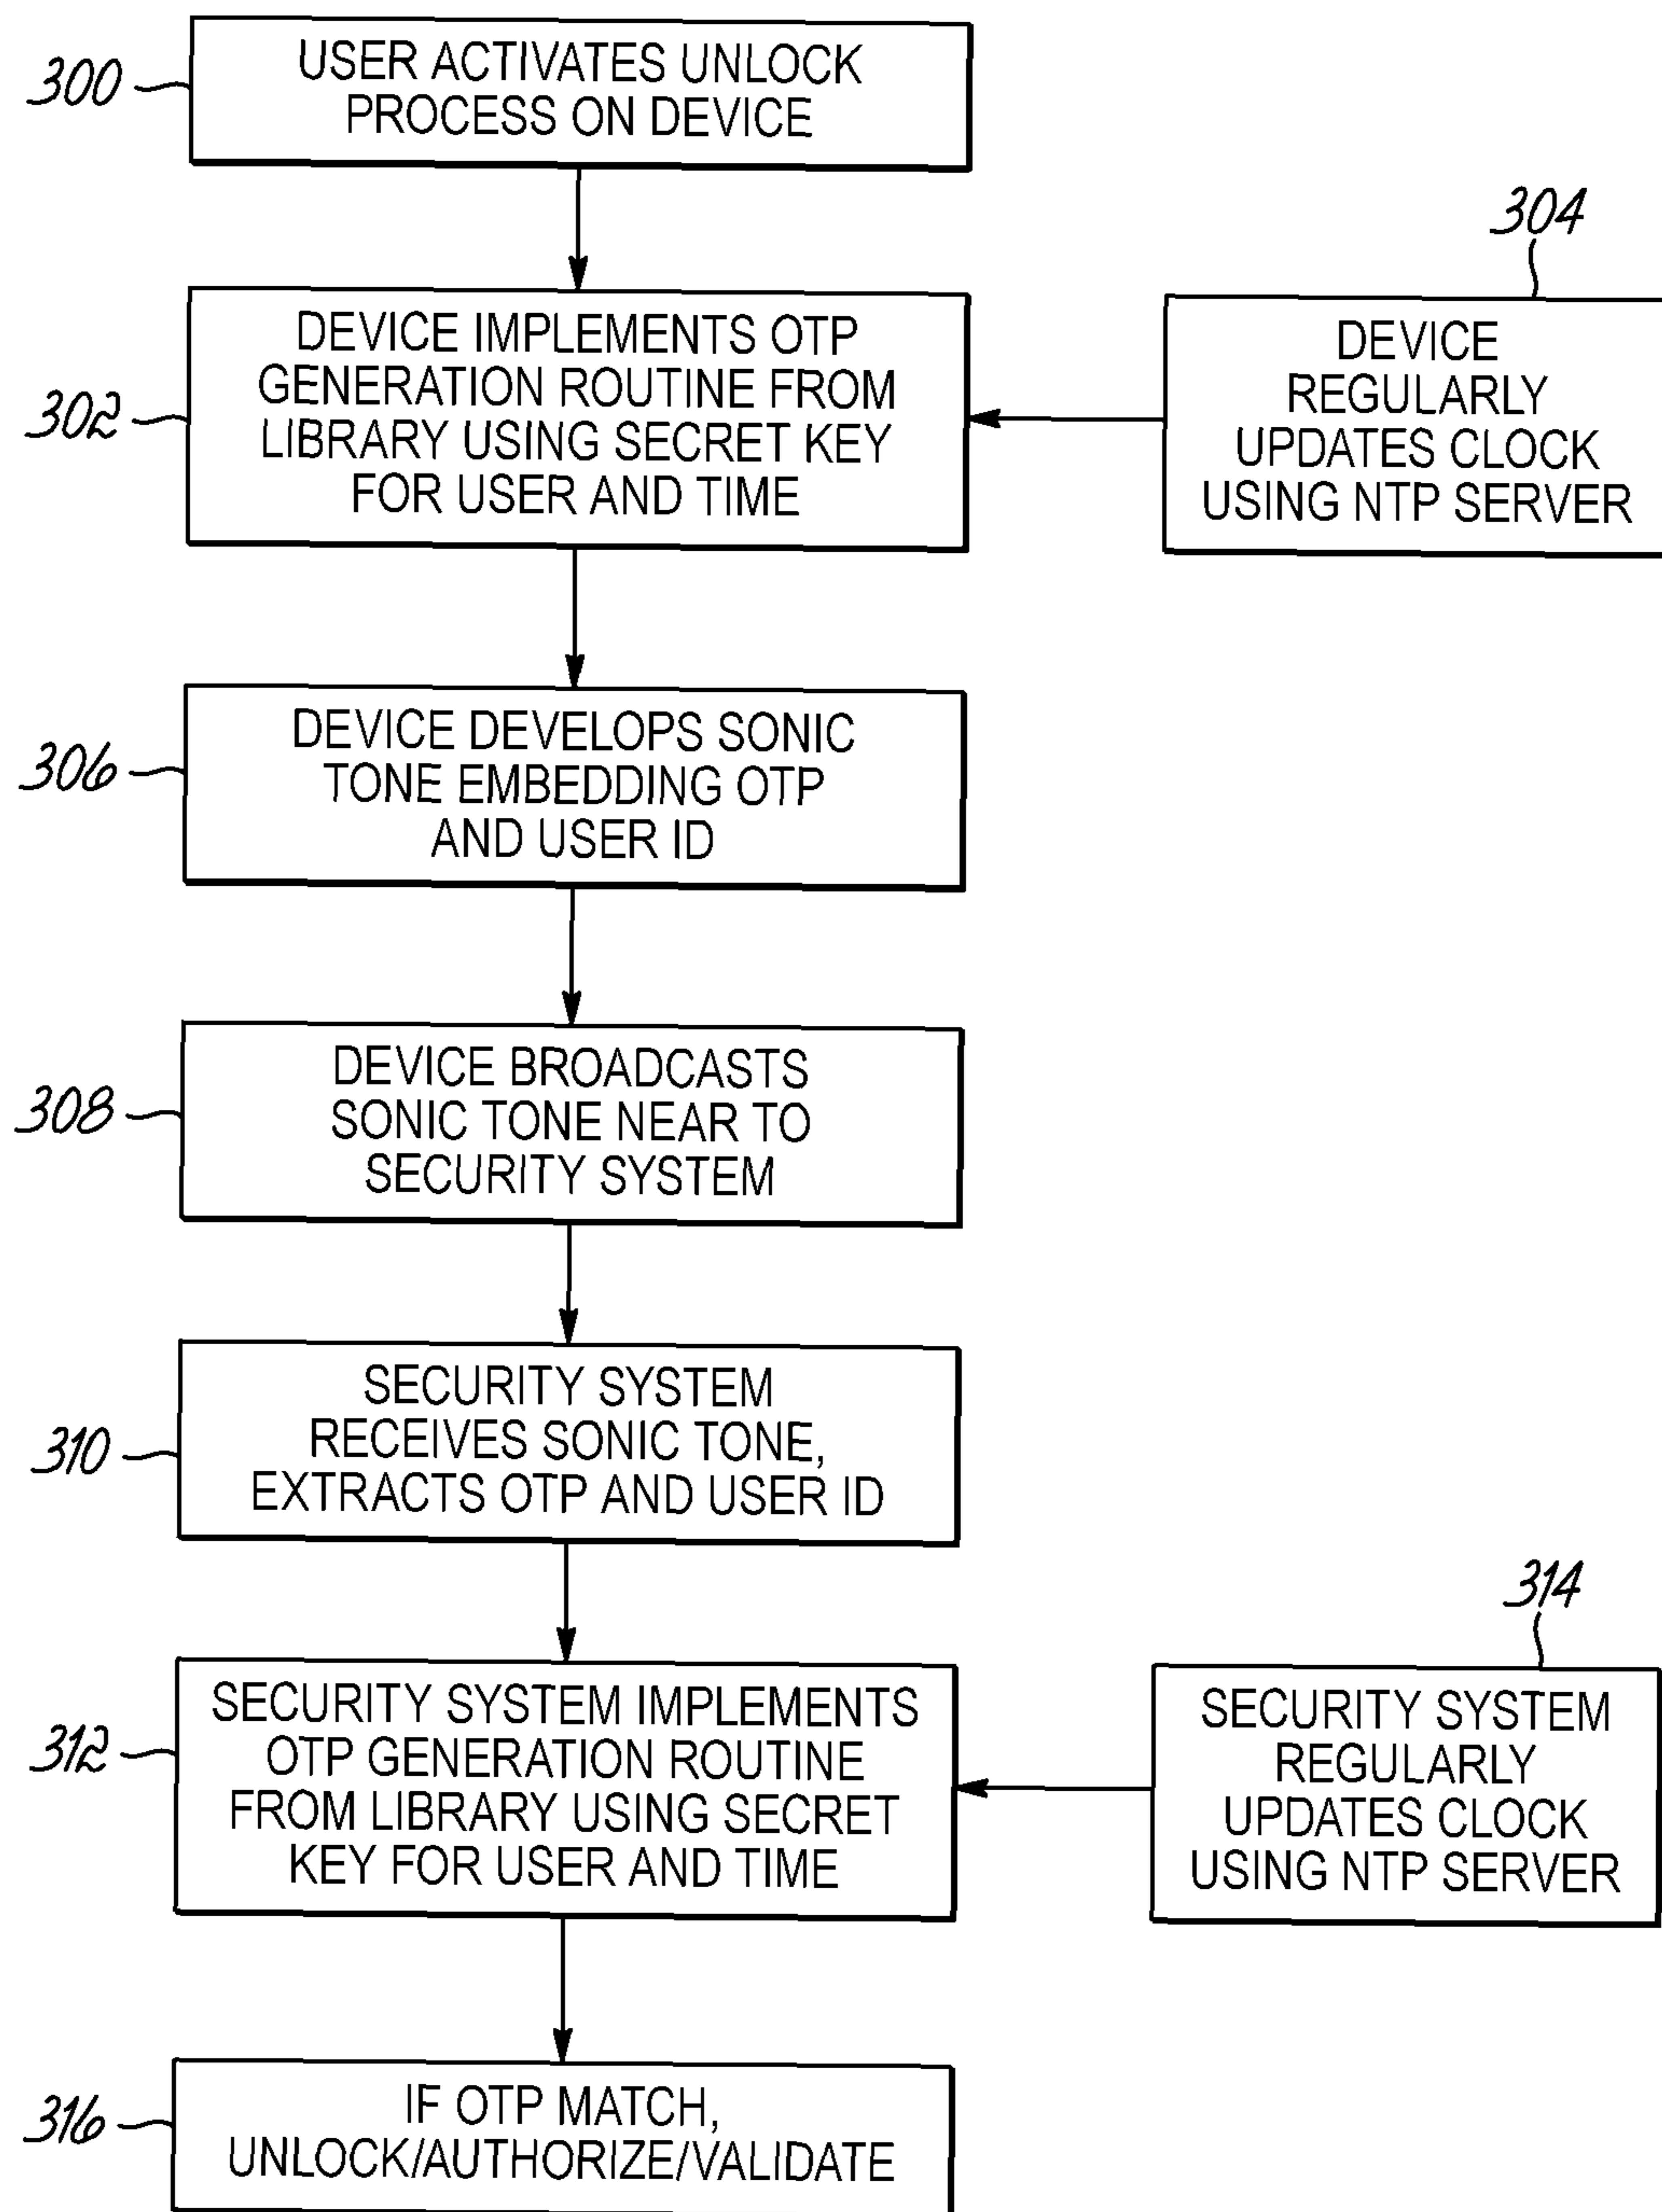 300
USER ACTIVATES UNLOCK
PROCESS ON DEVICE
302
DEVICE IMPLEMENTS OTP
GENERATION ROUTINE FROM
LIBRARY USING SECRET KEY
FOR USER AND TIME
304
DEVICE
REGULARLY
UPDATES CLOCK
USING NTP SERVER
306
DEVICE DEVELOPS SONIC
TONE EMBEDDING OTP
AND USER ID
308
DEVICE BROADCASTS
SONIC TONE NEAR TO
SECURITY SYSTEM
310
SECURITY SYSTEM
RECEIVES SONIC TONE,
EXTRACTS OTP AND USER ID
312
SECURITY SYSTEM IMPLEMENTS
OTP GENERATION ROUTINE
FROM LIBRARY USING SECRET
KEY FOR USER AND TIME
314
SECURITY SYSTEM
REGULARLY
UPDATES CLOCK
USING NTP SERVER
316
IF OTP MATCH,
UNLOCK/AUTHORIZE/VALIDATE